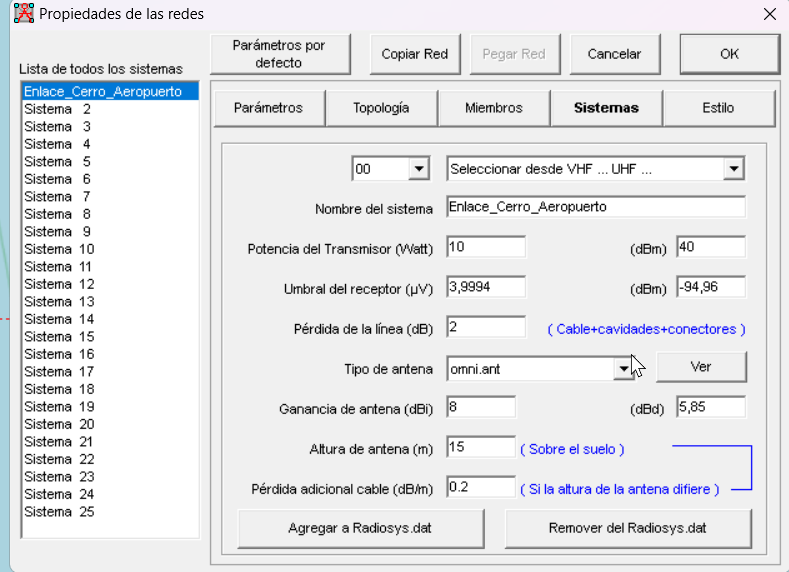 Propiedades de las redes
Parámetros por defecto
Copiar Red
Pegar Red
Cancelar
OK
Lista de todos los sistemas
Enlace_Cerro_Aeropuerto
Sistema 2
Sistema 3
Sistema 4
Sistema 5
Sistema 6
Sistema 7
Sistema 8
Sistema 9
Sistema 10
Sistema 11
Sistema 12
Sistema 13
Sistema 14
Sistema 15
Sistema 16
Sistema 17
Sistema 18
Sistema 19
Sistema 20
Sistema 21
Sistema 22
Sistema 23
Sistema 24
Sistema 25
Parámetros
Topología
Miembros
Sistemas
Estilo
00 Seleccionar desde VHF ... UHF ...
Nombre del sistema Enlace_Cerro_Aeropuerto
Potencia del Transmisor (Watt) 10 (dBm) 40
Umbral del receptor (µV) 3,9994 (dBm) -94,96
Pérdida de la línea (dB) 2 ( Cable+cavidades+conectores )
Tipo de antena omni.ant Ver
Ganancia de antena (dBi) 8 (dBd) 5,85
Altura de antena (m) 15 ( Sobre el suelo )
Pérdida adicional cable (dB/m) 0.2 ( Si la altura de la antena difiere )
Agregar a Radiosys.dat
Remover del Radiosys.dat